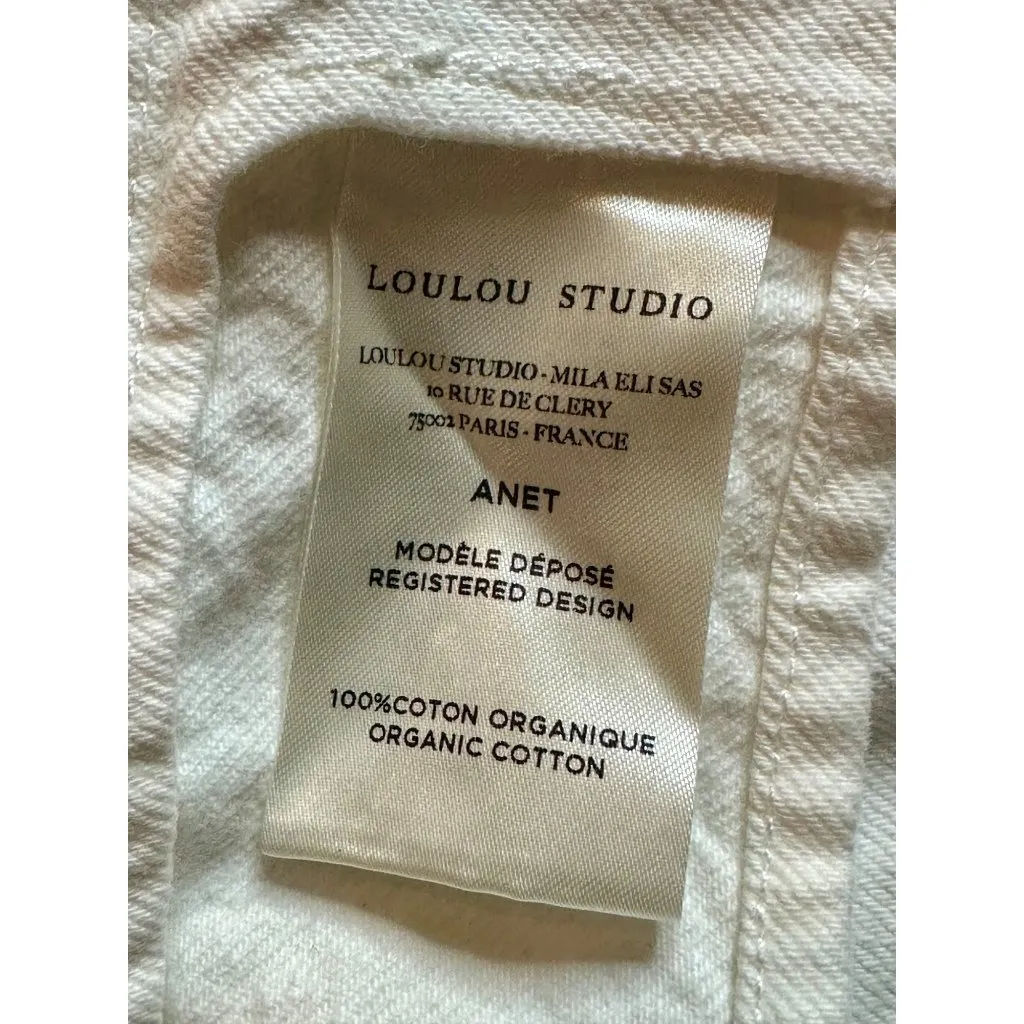 LOULOU STUDIO
LOULOU STUDIO - MILA ELI SAS
10 RUE DE CLERY
75002 PARIS - FRANCE
ANET
MODÈLE DÉPOSÉ
REGISTERED DESIGN
100%COTON ORGANIQUE
ORGANIC COTTON